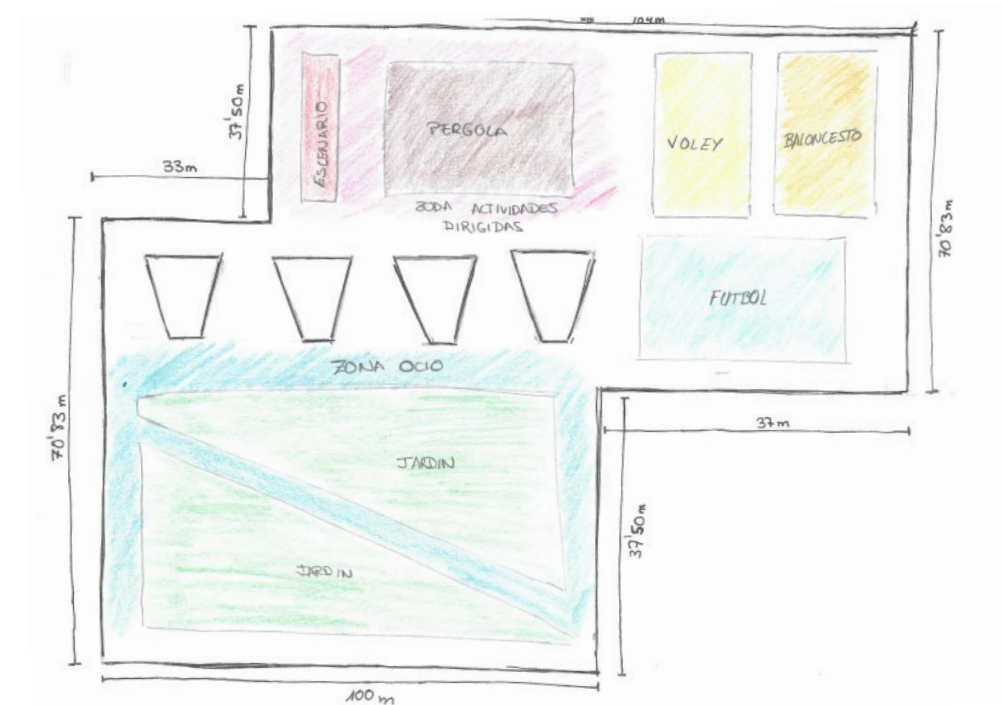 104m
37'50m
33m
ESCENARIO
PERGOLA
VOLEY
BALONCESTO
ZODA ACTIVIDADES
DIRIGIDAS
70'83m
FUTBOL
ZONA OCIO
70'83m
37m
JARDIN
37'50m
JARDIN
100m